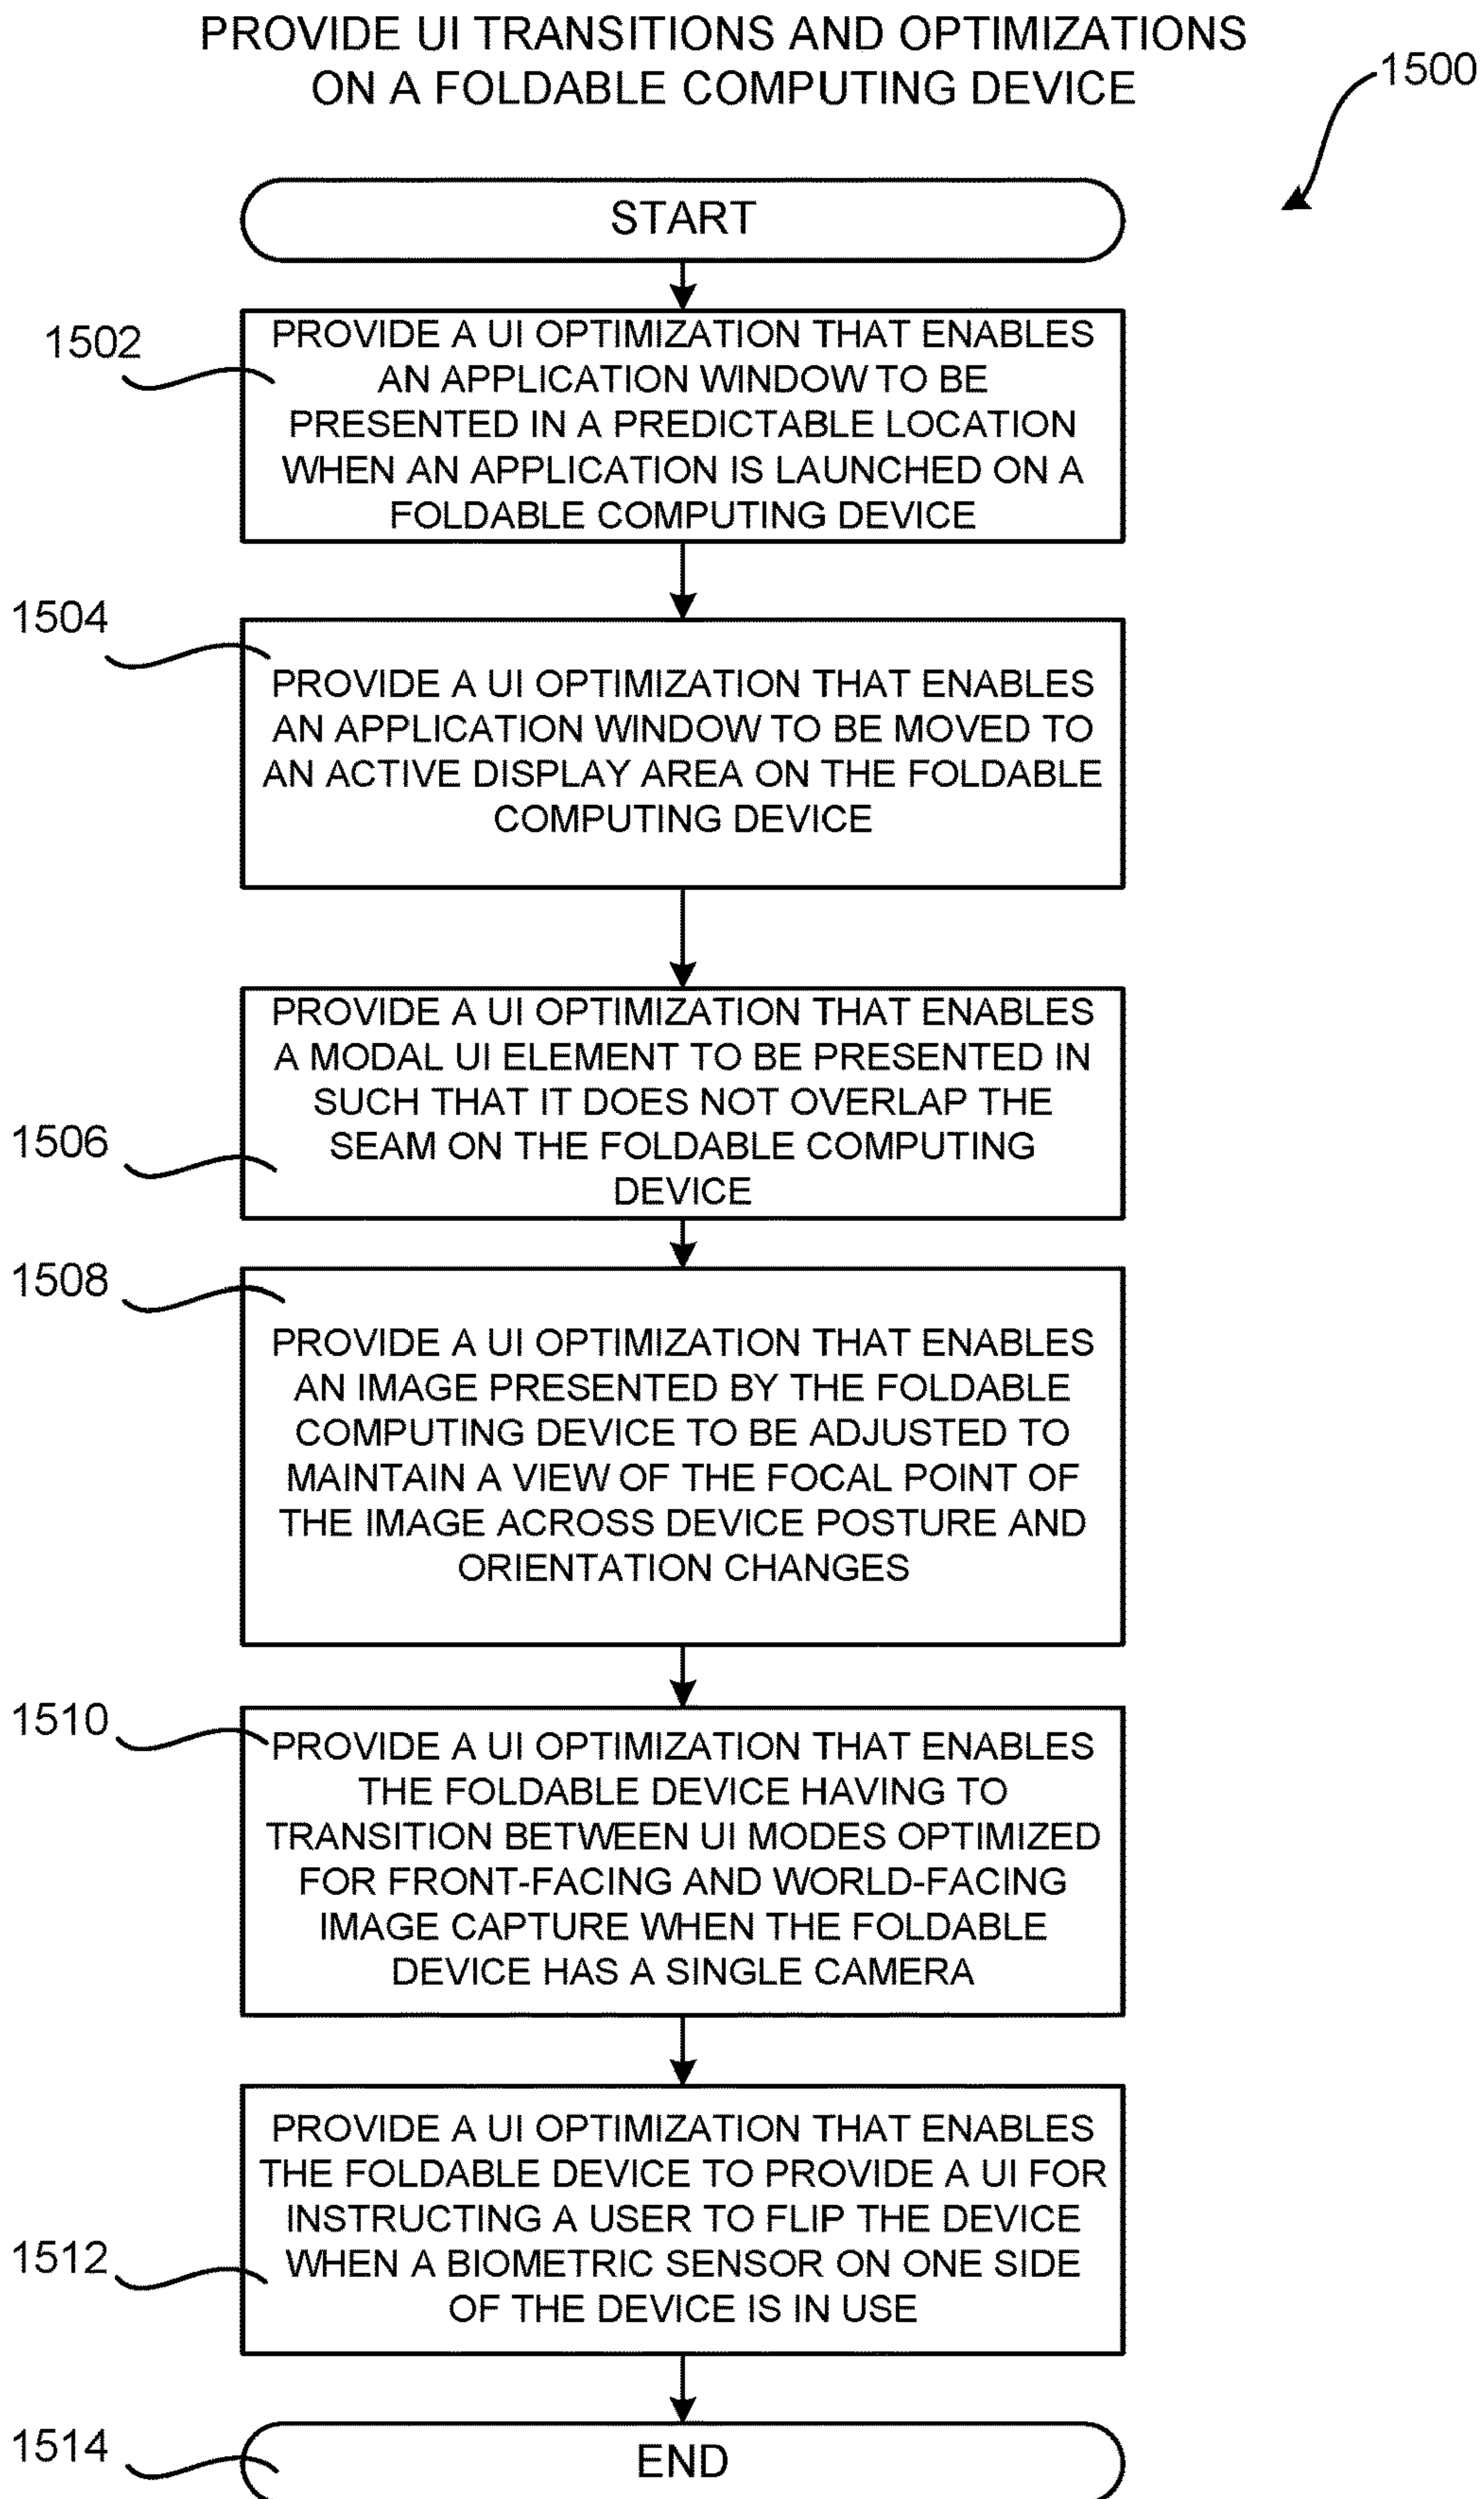 PROVIDE UI TRANSITIONS AND OPTIMIZATIONS
ON A FOLDABLE COMPUTING DEVICE
1500
START
1502
PROVIDE A UI OPTIMIZATION THAT ENABLES
AN APPLICATION WINDOW TO BE
PRESENTED IN A PREDICTABLE LOCATION
WHEN AN APPLICATION IS LAUNCHED ON A
FOLDABLE COMPUTING DEVICE
1504
PROVIDE A UI OPTIMIZATION THAT ENABLES
AN APPLICATION WINDOW TO BE MOVED TO
AN ACTIVE DISPLAY AREA ON THE FOLDABLE
COMPUTING DEVICE
1506
PROVIDE A UI OPTIMIZATION THAT ENABLES
A MODAL UI ELEMENT TO BE PRESENTED IN
SUCH THAT IT DOES NOT OVERLAP THE
SEAM ON THE FOLDABLE COMPUTING
DEVICE
1508
PROVIDE A UI OPTIMIZATION THAT ENABLES
AN IMAGE PRESENTED BY THE FOLDABLE
COMPUTING DEVICE TO BE ADJUSTED TO
MAINTAIN A VIEW OF THE FOCAL POINT OF
THE IMAGE ACROSS DEVICE POSTURE AND
ORIENTATION CHANGES
1510
PROVIDE A UI OPTIMIZATION THAT ENABLES
THE FOLDABLE DEVICE HAVING TO
TRANSITION BETWEEN UI MODES OPTIMIZED
FOR FRONT-FACING AND WORLD-FACING
IMAGE CAPTURE WHEN THE FOLDABLE
DEVICE HAS A SINGLE CAMERA
1512
PROVIDE A UI OPTIMIZATION THAT ENABLES
THE FOLDABLE DEVICE TO PROVIDE A UI FOR
INSTRUCTING A USER TO FLIP THE DEVICE
WHEN A BIOMETRIC SENSOR ON ONE SIDE
OF THE DEVICE IS IN USE
1514
END